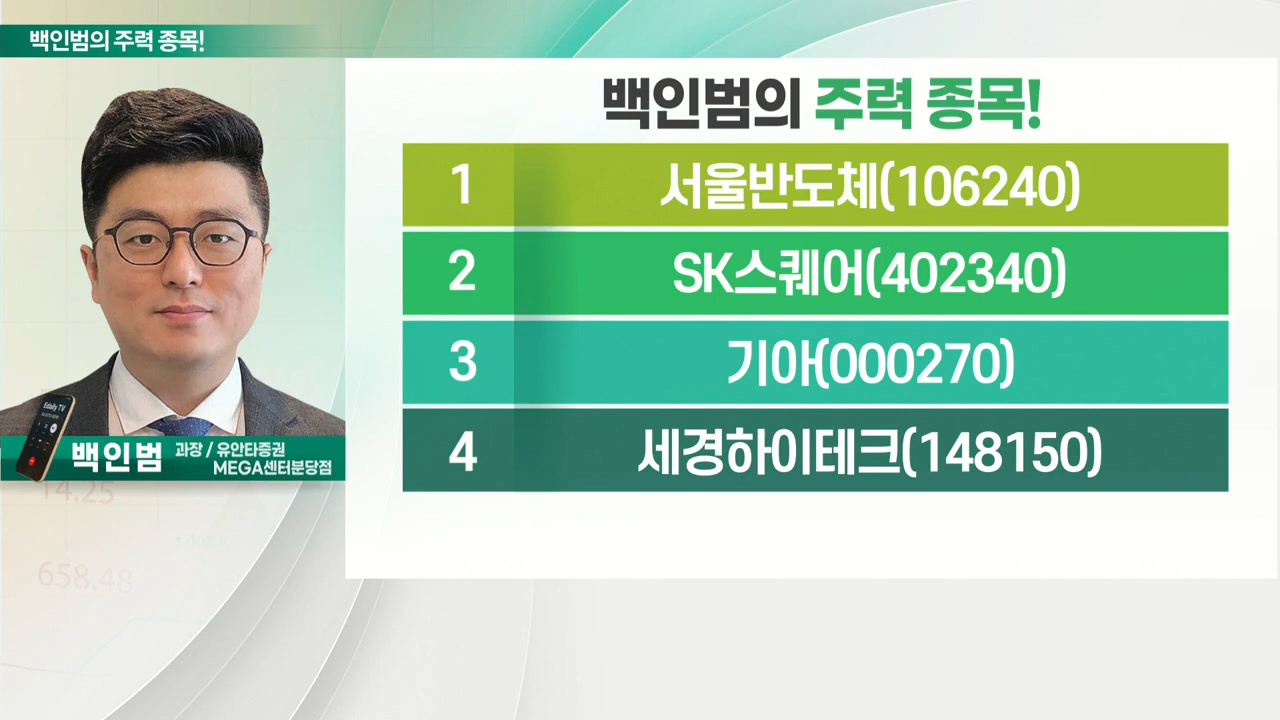 백인범의 주력 종목!
백인범의 주력 종목!
1 서울반도체(106240)
2 SK스퀘어(402340)
3 기아(000270)
4 세경하이테크(148150)
Edaily TV
백인범 과장 / 유안타증권
MEGA센터분당점
14.25
658.48